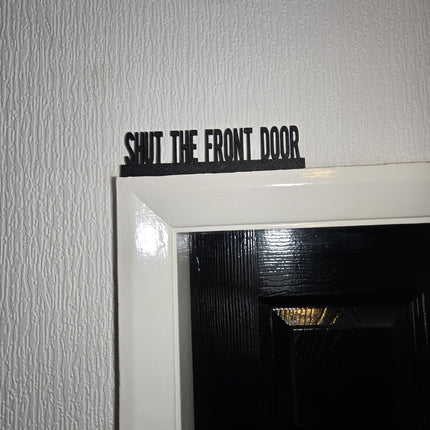 SHUT THE FRONT DOOR